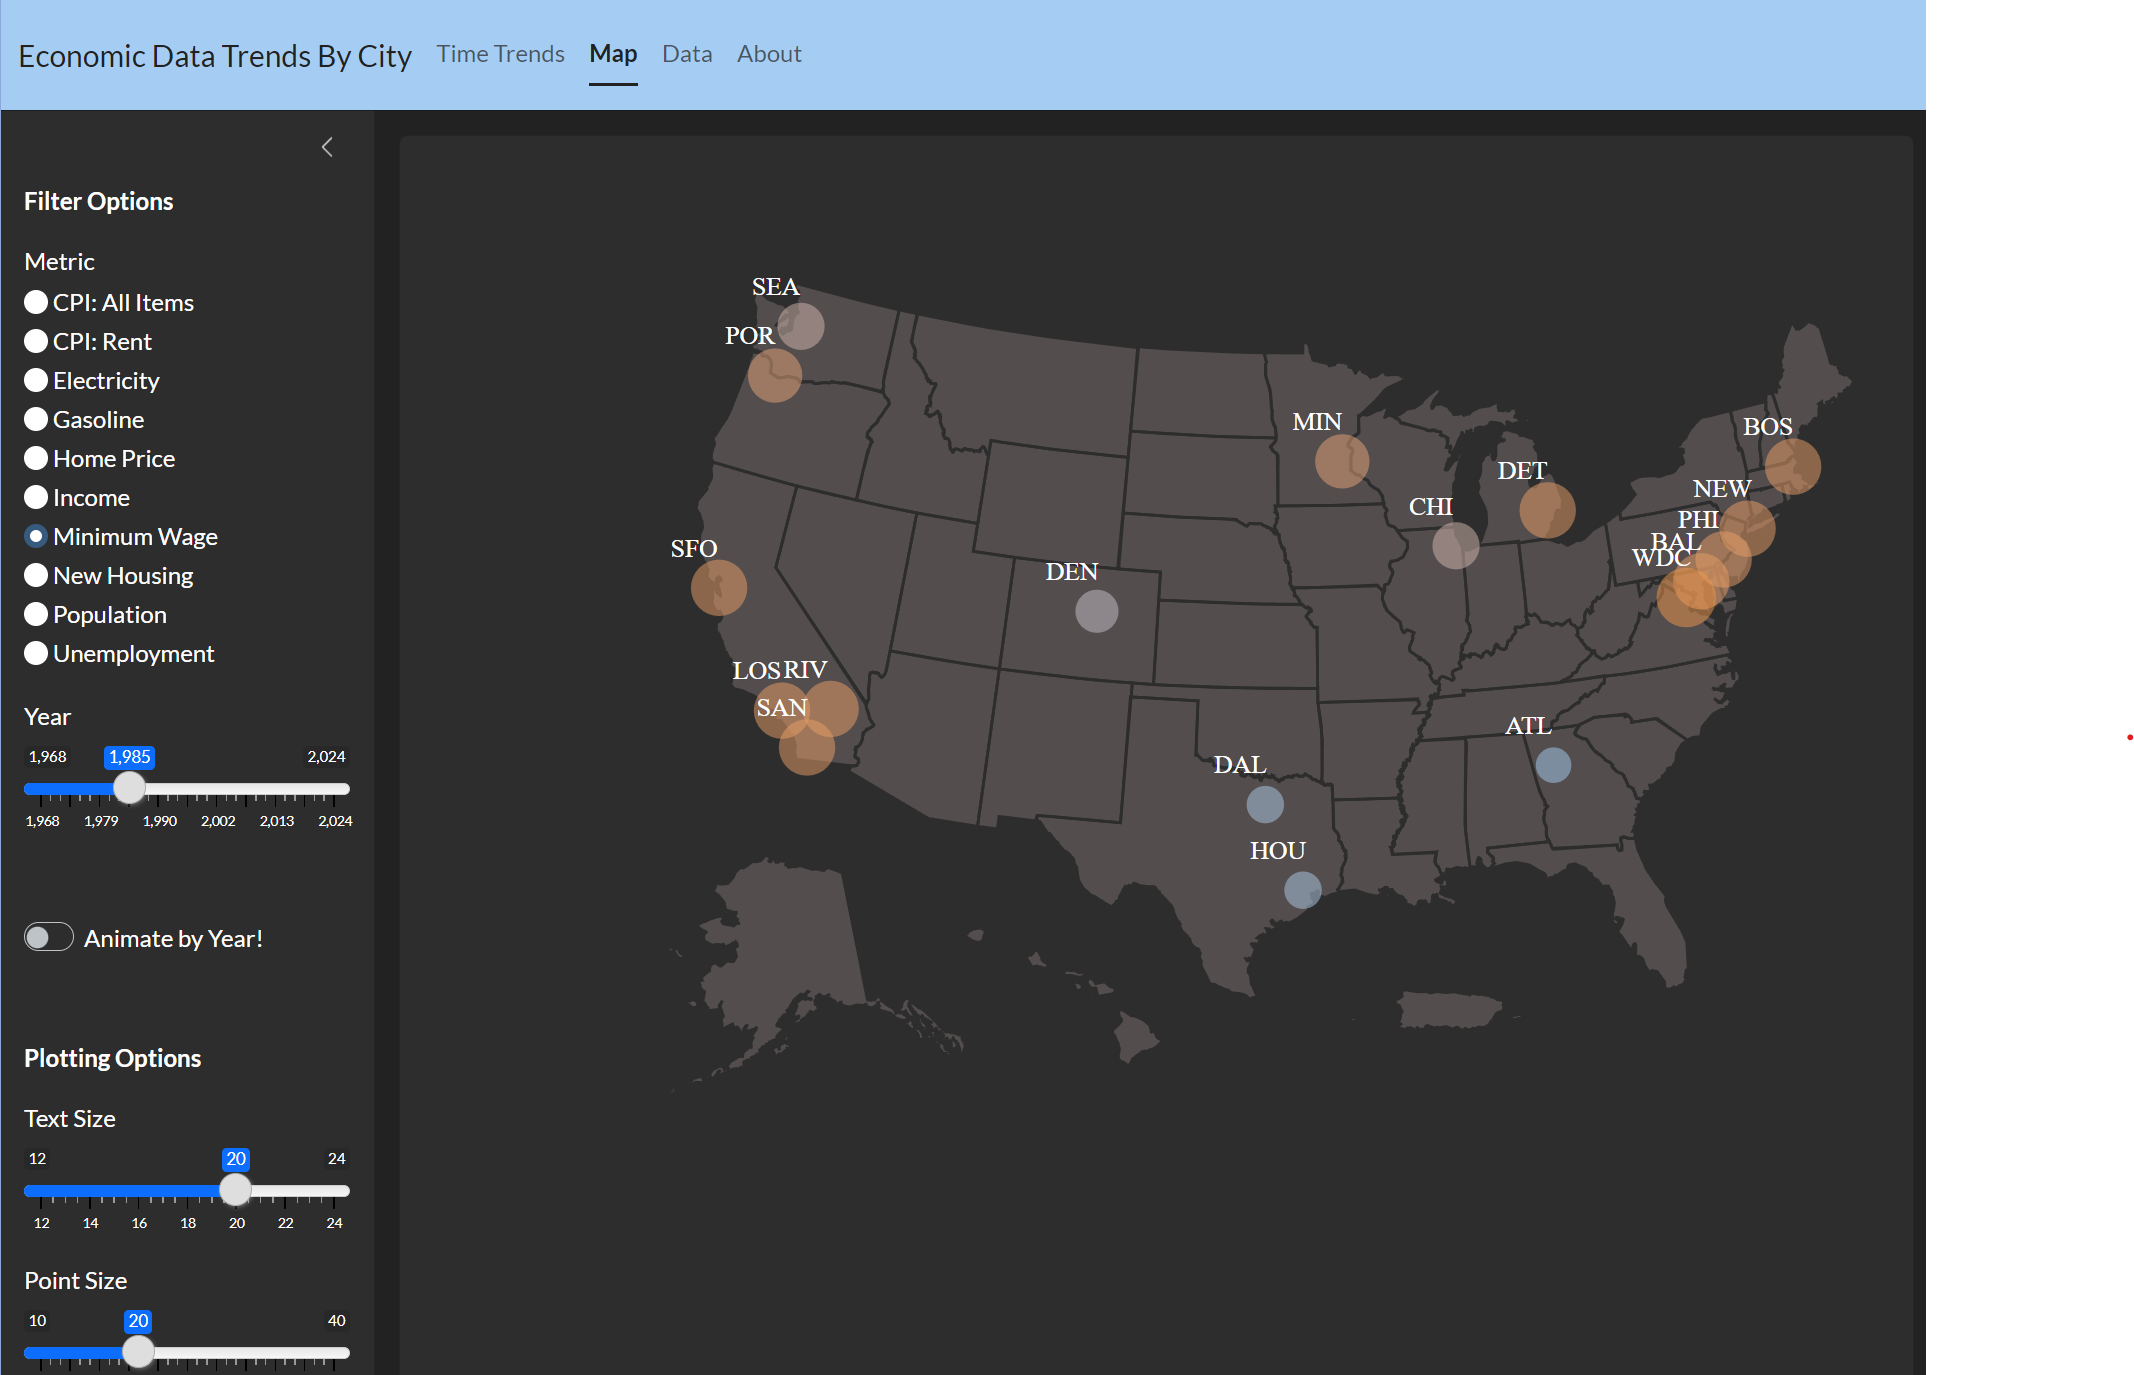 Economic Data Trends By City Time Trends Map Data About
Filter Options
Metric
CPI: All Items
CPI: Rent
Electricity
Gasoline
Home Price
Income
Minimum Wage
New Housing
Population
Unemployment
Year
1,968 1,985 2,024
1,968 1,979 1,990 2,002 2,013 2,024
Animate by Year!
Plotting Options
Text Size
12 20 24
12 14 16 18 20 22 24
Point Size
10 20 40
SEA
POR
MIN
BOS
DET
NEW
CHI
PHI
BAL
SFO
WDC
DEN
LOS RIV
SAN
ATL
DAL
HOU